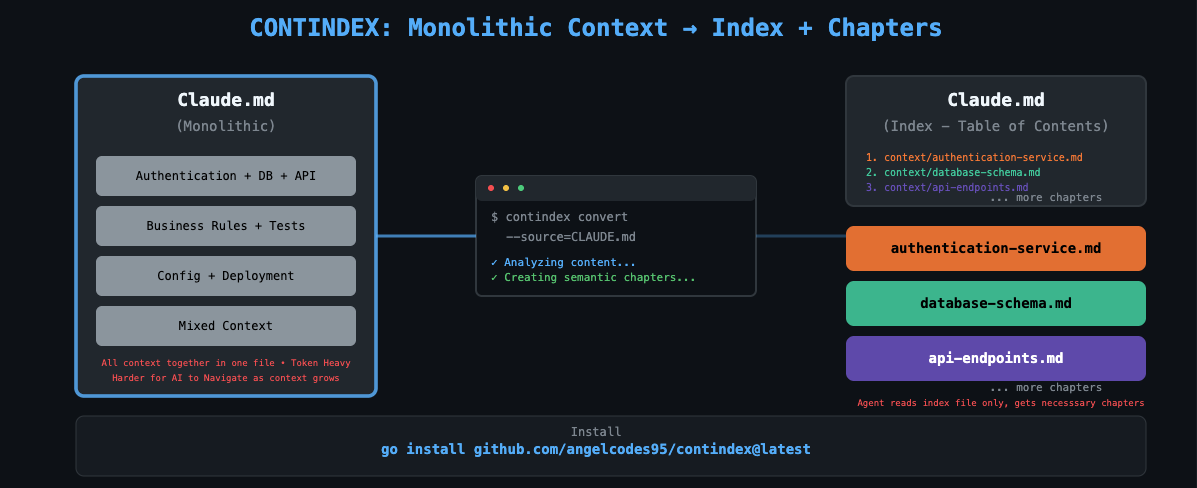 CONTINDEX: Monolithic Context → Index + Chapters
Claude.md
(Monolithic)
Authentication + DB + API
Business Rules + Tests
Config + Deployment
Mixed Context
All context together in one file • Token Heavy
Harder for AI to Navigate as context grows
$ contindex convert
--source=CLAUDE.md
✓ Analyzing content...
✓ Creating semantic chapters...
Claude.md
(Index - Table of Contents)
1. context/authentication-service.md
2. context/database-schema.md
3. context/api-endpoints.md
... more chapters
authentication-service.md
database-schema.md
api-endpoints.md
... more chapters
Agent reads index file only, gets necesssary chapters
Install
go install github.com/angelcodes95/contindex@latest